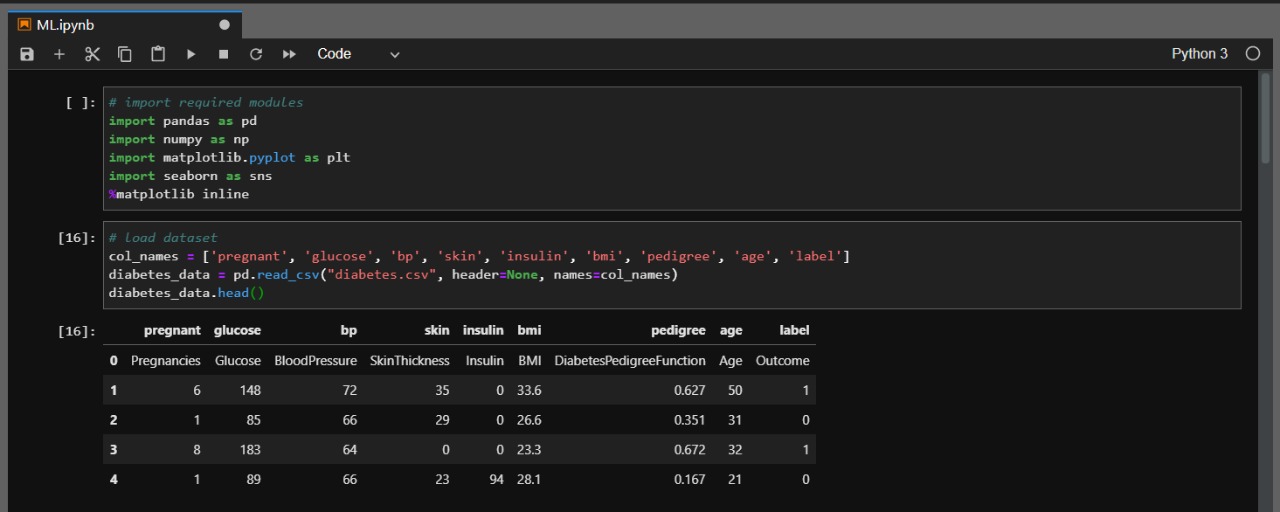 ML.ipynb
Code
Python 3
[ ]:
# import required modules
import pandas as pd
import numpy as np
import matplotlib.pyplot as plt
import seaborn as sns
%matplotlib inline
[16]:
# load dataset
col_names = ['pregnant', 'glucose', 'bp', 'skin', 'insulin', 'bmi', 'pedigree', 'age', 'label']
diabetes_data = pd.read_csv("diabetes.csv", header=None, names=col_names)
diabetes_data.head()
[16]:
pregnant glucose bp skin insulin bmi pedigree age label
0 Pregnancies Glucose BloodPressure SkinThickness Insulin BMI DiabetesPedigreeFunction Age Outcome
1 6 148 72 35 0 33.6 0.627 50 1
2 1 85 66 29 0 26.6 0.351 31 0
3 8 183 64 0 0 23.3 0.672 32 1
4 1 89 66 23 94 28.1 0.167 21 0